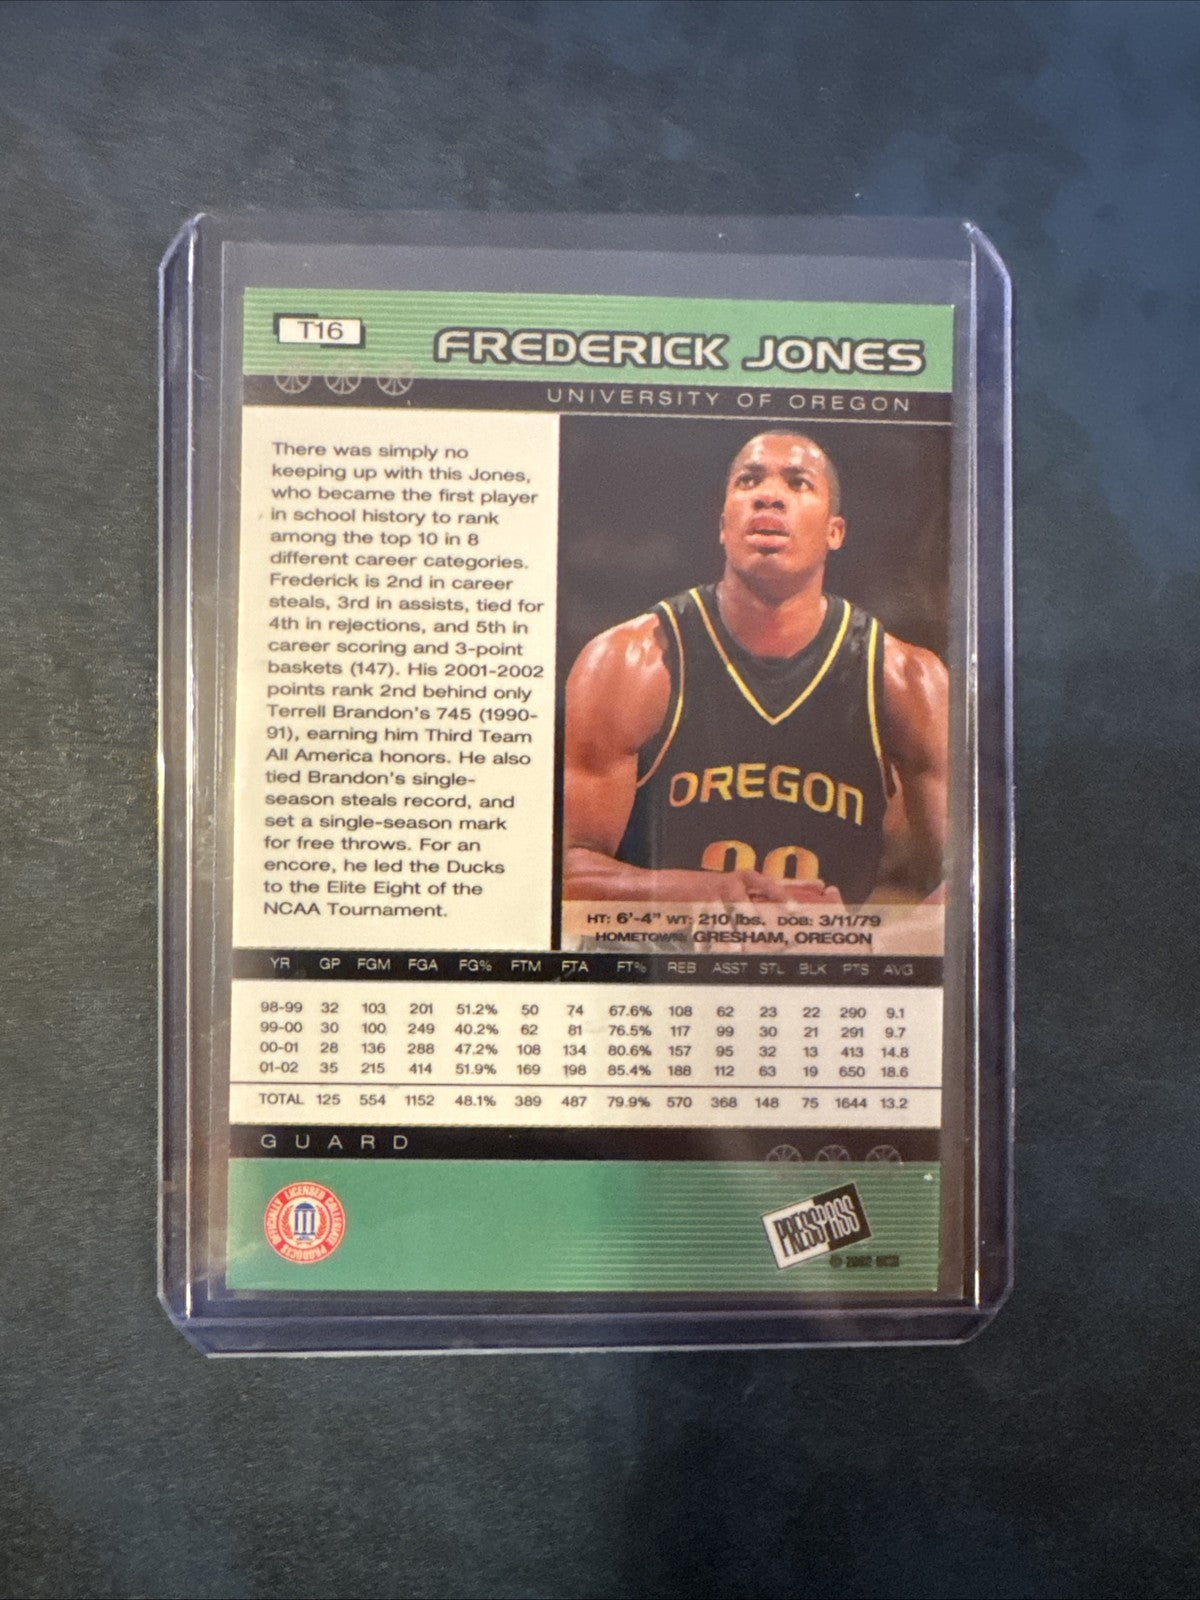 T16
FREDERICK JONES
UNIVERSITY OF OREGON
There was simply no
keeping up with this Jones,
who became the first player
in school history to rank
among the top 10 in 8
different career categories.
Frederick is 2nd in career
steals, 3rd in assists, tied for
4th in rejections, and 5th in
career scoring and 3-point
baskets (147). His 2001-2002
points rank 2nd behind only
Terrell Brandon's 745 (1990-
91), earning him Third Team
All America honors. He also
tied Brandon's single-
season steals record, and
set a single-season mark
for free throws. For an
encore, he led the Ducks
to the Elite Eight of the
NCAA Tournament.
OREGON
HT: 6'-4" WT: 210 lbs. DOB: 3/11/79
HOMETOWN: GRESHAM, OREGON
YR GP FGM FGA FG% FTM FTA FT% REB ASST STL BLK PTS AVG
98-99 32 103 201 51.2% 50 74 67.6% 108 62 23 22 290 9.1
99-00 30 100 249 40.2% 62 81 76.5% 117 99 30 21 291 9.7
00-01 28 136 288 47.2% 108 134 80.6% 157 95 32 13 413 14.8
01-02 35 215 414 51.9% 169 198 85.4% 188 112 63 19 650 18.6
TOTAL 125 554 1152 48.1% 389 487 79.9% 570 368 148 75 1644 13.2
GUARD
OFFICIALLY LICENSED COLLEGIATE PRODUCTS
PRESS PASS
© 2002